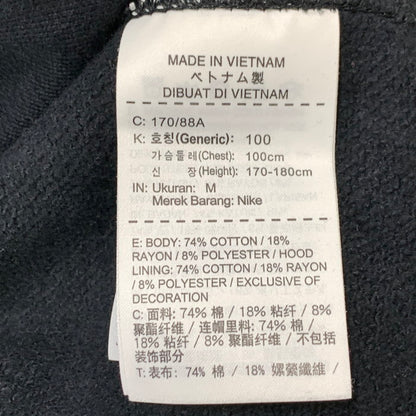 MADE IN VIETNAM
ベトナム製
DIBUAT DI VIETNAM
C: 170/88A
K: 호칭(Generic): 100
가슴둘레(Chest): 100cm
신 장(Height): 170-180cm
IN: Ukuran: M
Merek Barang: Nike
E: BODY: 74% COTTON / 18%
RAYON / 8% POLYESTER / HOOD
LINING: 74% COTTON / 18% RAYON
/ 8% POLYESTER / EXCLUSIVE OF
DECORATION
C: 面料: 74% 棉 / 18% 粘纤 / 8%
聚酯纤维 / 连帽里料: 74% 棉 /
18% 粘纤 / 8% 聚酯纤维 / 不包括
装饰部分
T: 表布: 74% 棉 / 18% 嫘縈纖維 /